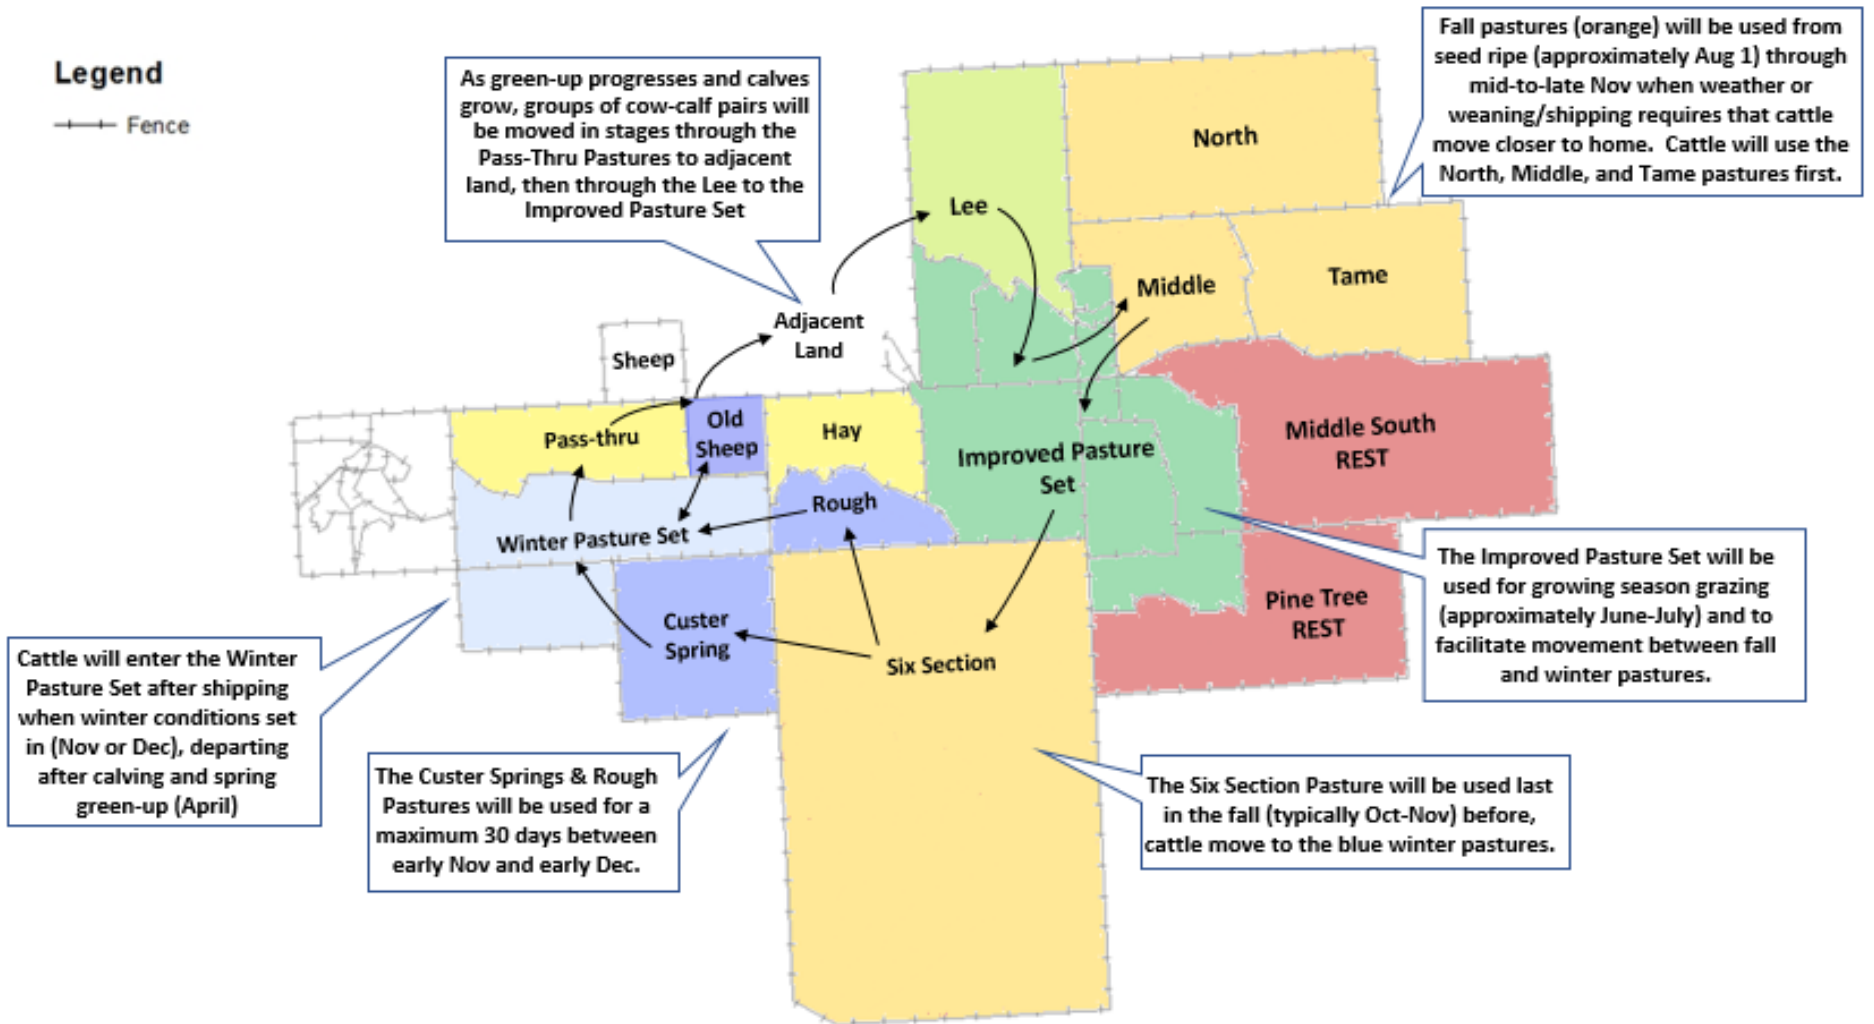 Legend
Fence
As green-up progresses and calves
grow, groups of cow-calf pairs will
be moved in stages through the
Pass-Thru Pastures to adjacent
land, then through the Lee to the
Improved Pasture Set
Fall pastures (orange) will be used from
seed ripe (approximately Aug 1) through
mid-to-late Nov when weather or
weaning/shipping requires that cattle
move closer to home. Cattle will use the
North, Middle, and Tame pastures first.
North
Lee
Middle
Tame
Adjacent
Land
Sheep
Pass-thru
Old
Sheep
Hay
Improved Pasture
Set
Middle South
REST
Rough
Winter Pasture Set
Custer
Spring
Six Section
Pine Tree
REST
The Improved Pasture Set will be
used for growing season grazing
(approximately June-July) and to
facilitate movement between fall
and winter pastures.
Cattle will enter the Winter
Pasture Set after shipping
when winter conditions set
in (Nov or Dec), departing
after calving and spring
green-up (April)
The Custer Springs & Rough
Pastures will be used for a
maximum 30 days between
early Nov and early Dec.
The Six Section Pasture will be used last
in the fall (typically Oct-Nov) before,
cattle move to the blue winter pastures.